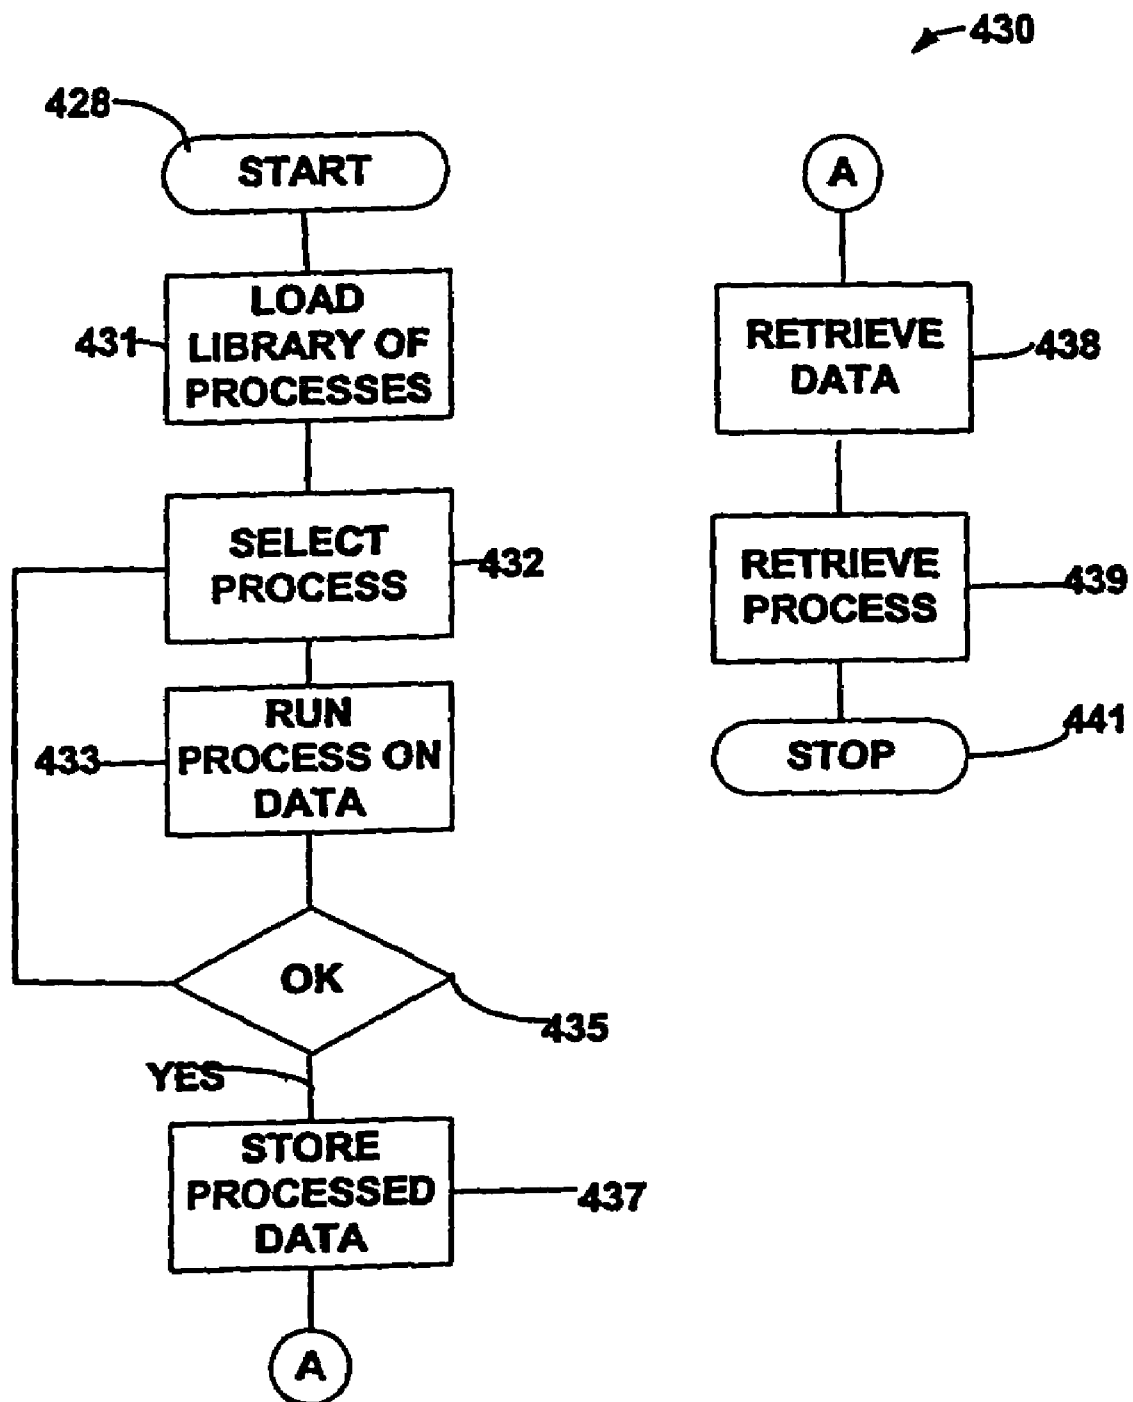 430
428
START
A
LOAD
LIBRARY OF
PROCESSES
431
RETRIEVE
DATA
438
SELECT
PROCESS
432
RETRIEVE
PROCESS
439
RUN
PROCESS ON
DATA
433
STOP
441
OK
435
YES
STORE
PROCESSED
DATA
437
A